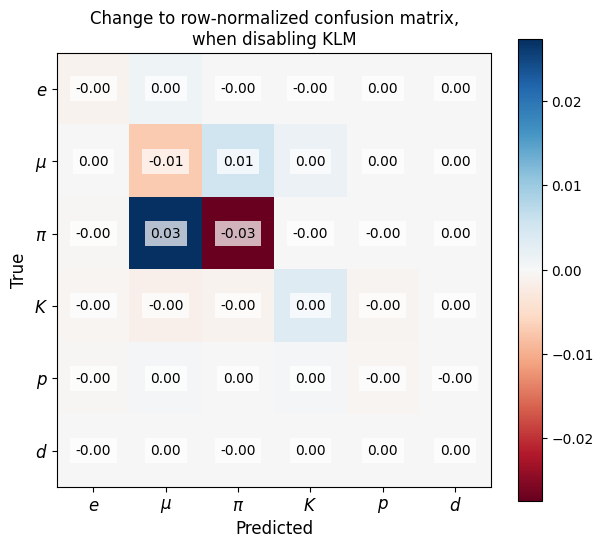 Change to row-normalized confusion matrix,
when disabling KLM
e -0.00 0.00 -0.00 -0.00 0.00 0.00
μ 0.00 -0.01 0.01 0.00 0.00 0.00
π -0.00 0.03 -0.03 -0.00 -0.00 0.00
K -0.00 -0.00 -0.00 0.00 -0.00 0.00
p -0.00 0.00 0.00 0.00 -0.00 -0.00
d -0.00 0.00 -0.00 0.00 0.00 0.00
True
e μ π K p d
Predicted
0.02
0.01
0.00
−0.01
−0.02